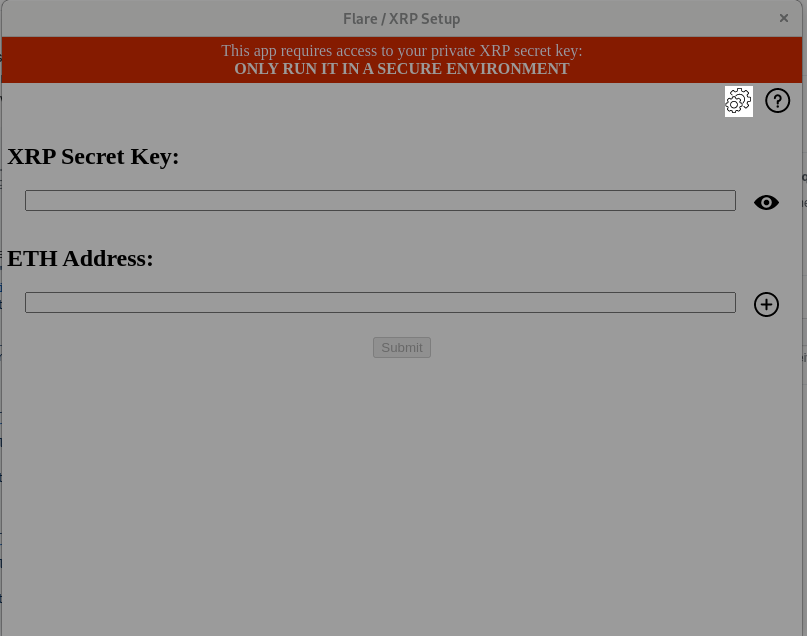 Flare / XRP Setup
This app requires access to your private XRP secret key:
ONLY RUN IT IN A SECURE ENVIRONMENT
XRP Secret Key:
ETH Address:
Submit